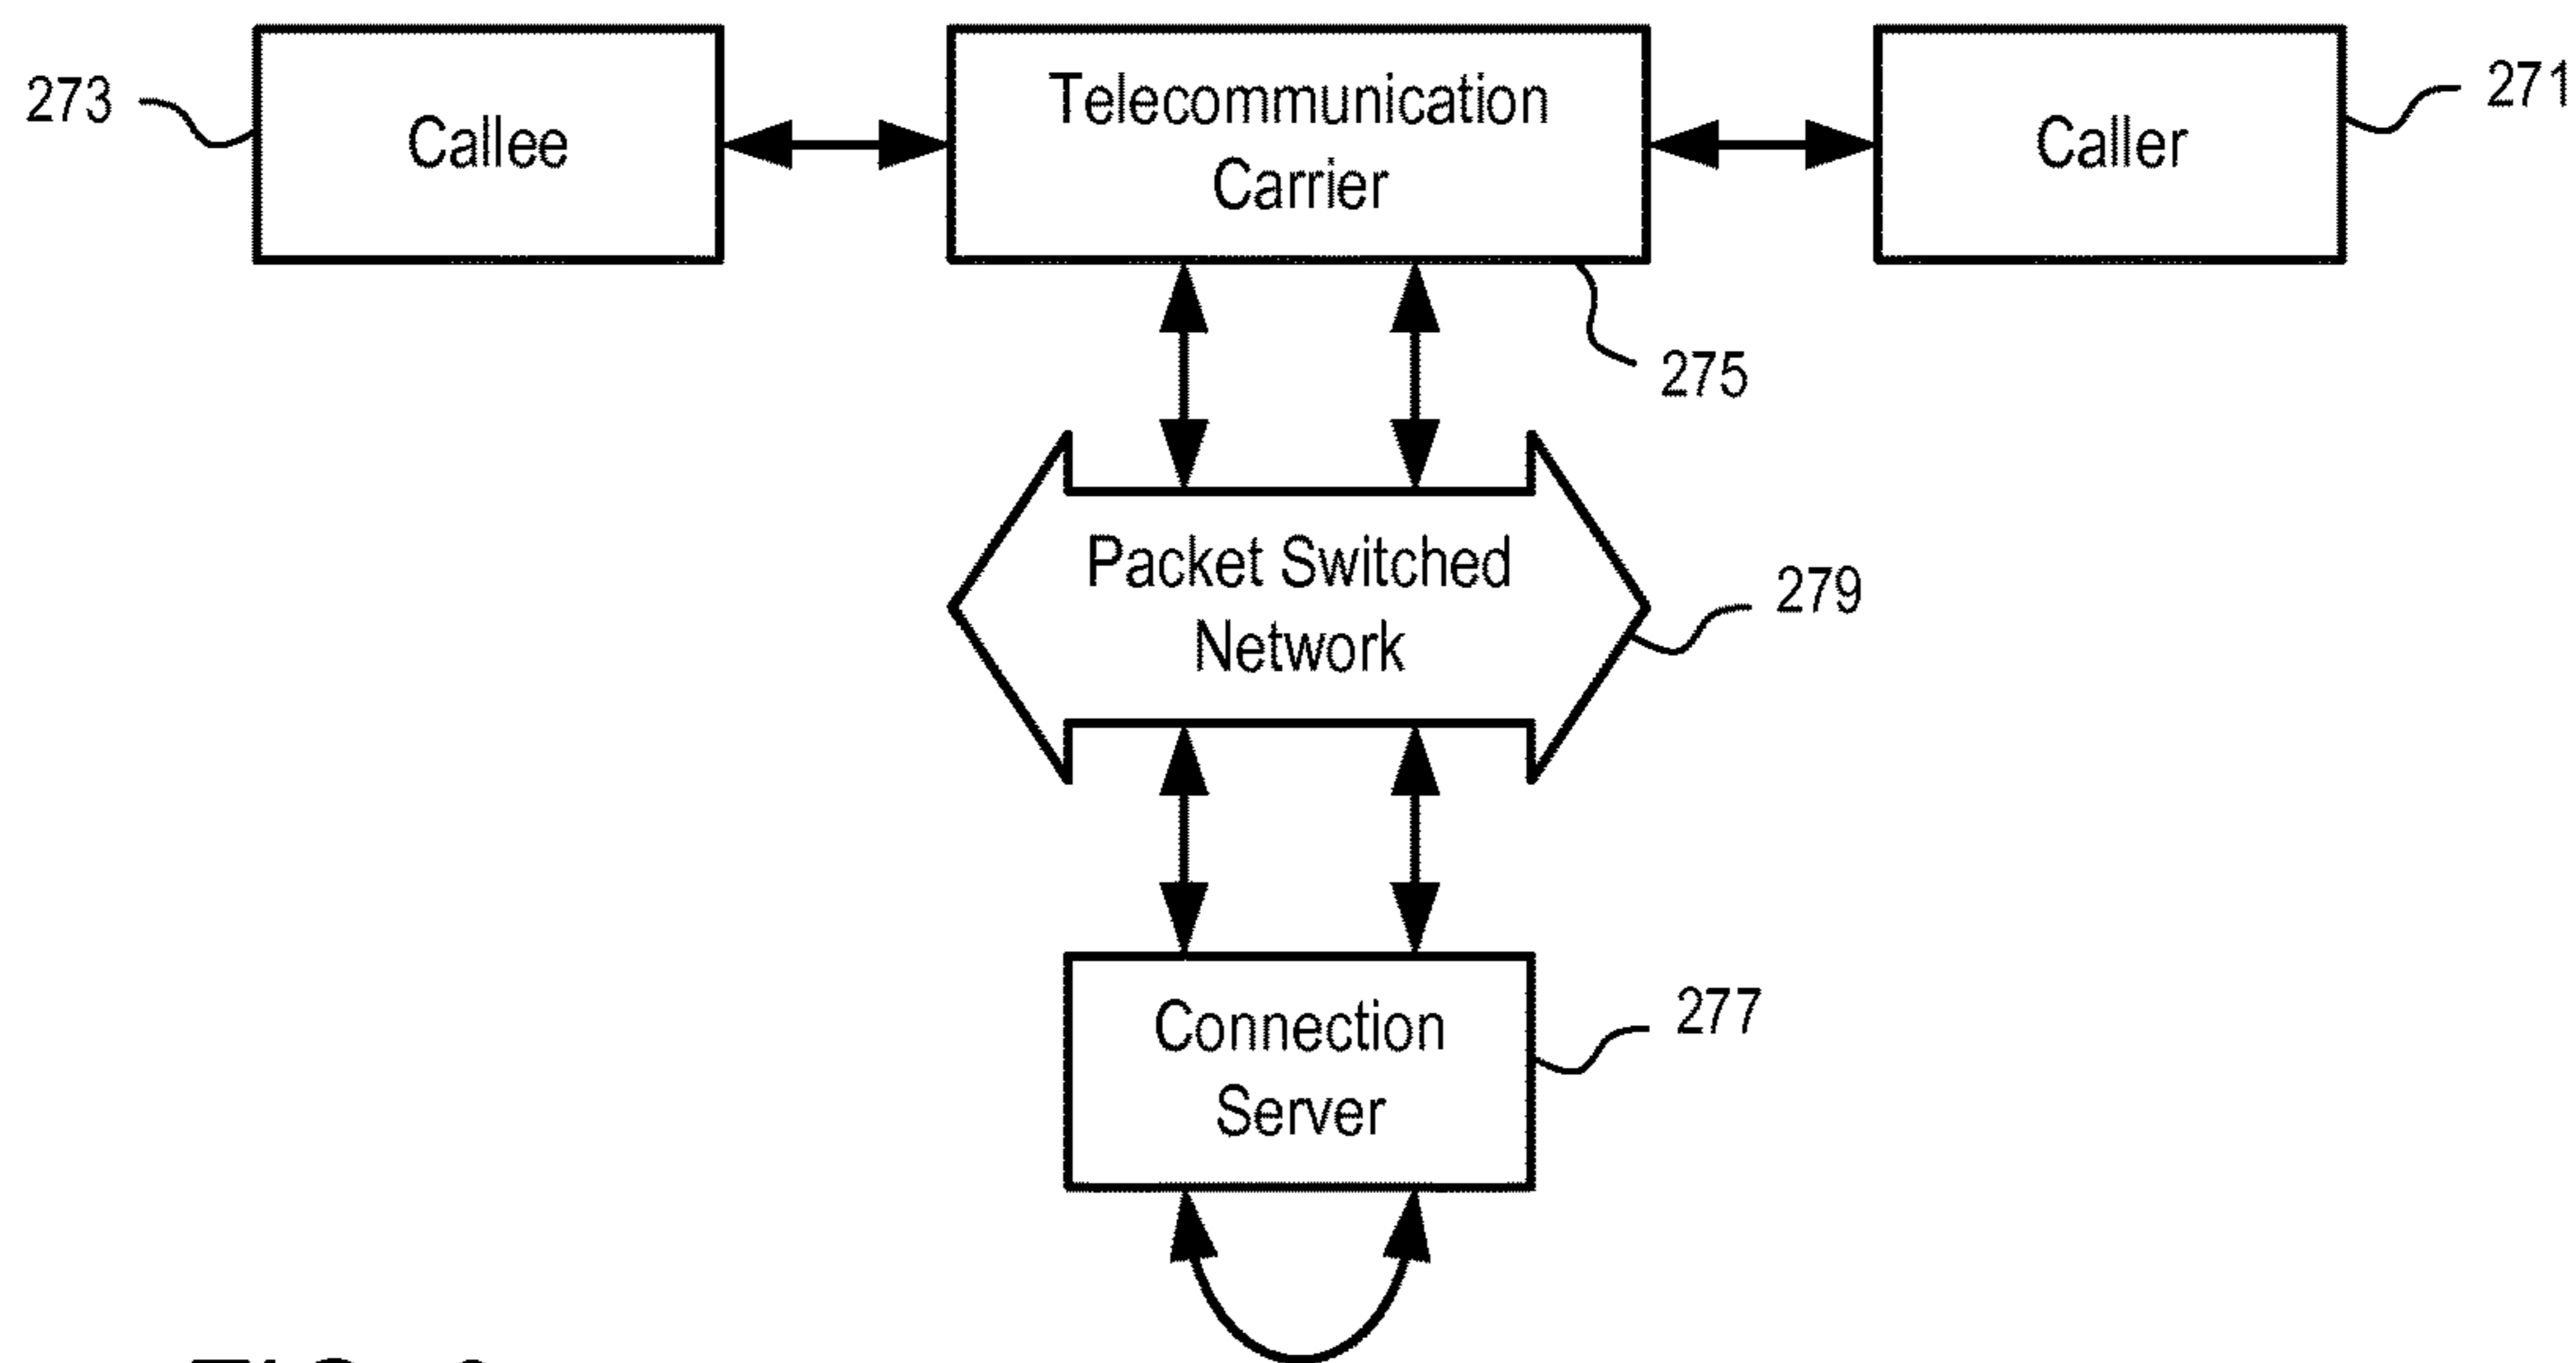 273
Callee
Telecommunication
Carrier
Caller
271
275
Packet Switched
Network
279
Connection
Server
277